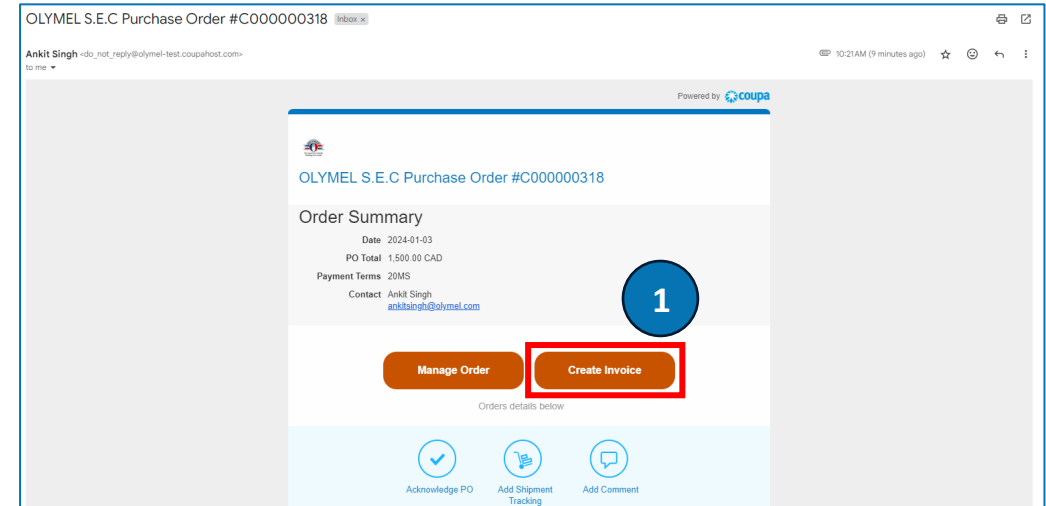 OLYMEL S.E.C Purchase Order #C000000318 Inbox x
Ankit Singh <do_not_reply@olymel-test.coupahost.com>
10:21AM (9 minutes ago)
to me
Powered by coupa
OLYMEL S.E.C Purchase Order #C000000318
Order Summary
Date 2024-01-03
PO Total 1,500.00 CAD
Payment Terms 20MS
Contact Ankit Singh
ankitsingh@olymel.com
1
Manage Order
Create Invoice
Orders details below
Acknowledge PO
Add Shipment
Tracking
Add Comment